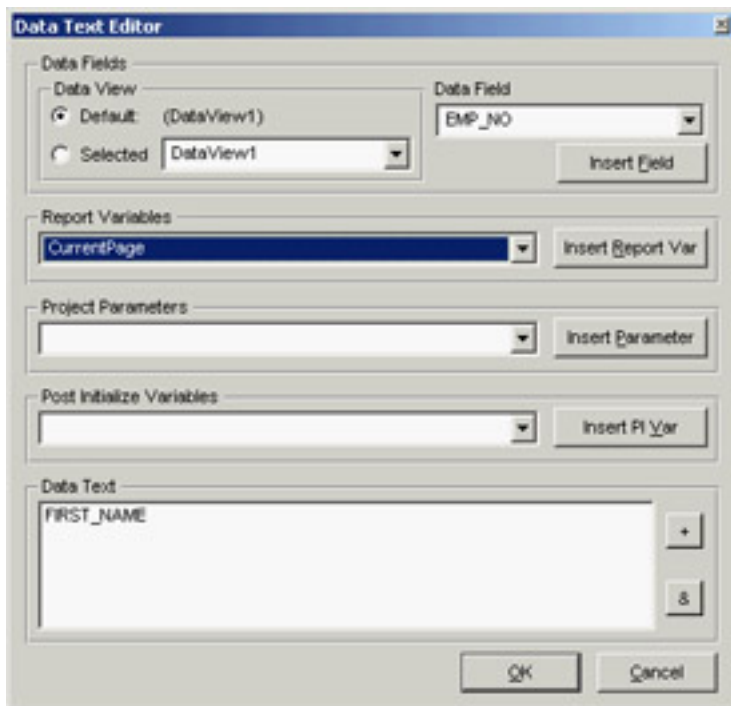 Data Text Editor
Data Fields
Data View
Default (DataView1)
Selected DataView1
Data Field
EMP_NO
Insert Field
Report Variables
CurrentPage
Insert Report Var
Project Parameters
Insert Parameter
Post Initialize Variables
Insert PI Var
Data Text
FIRST_NAME
+
&
OK
Cancel